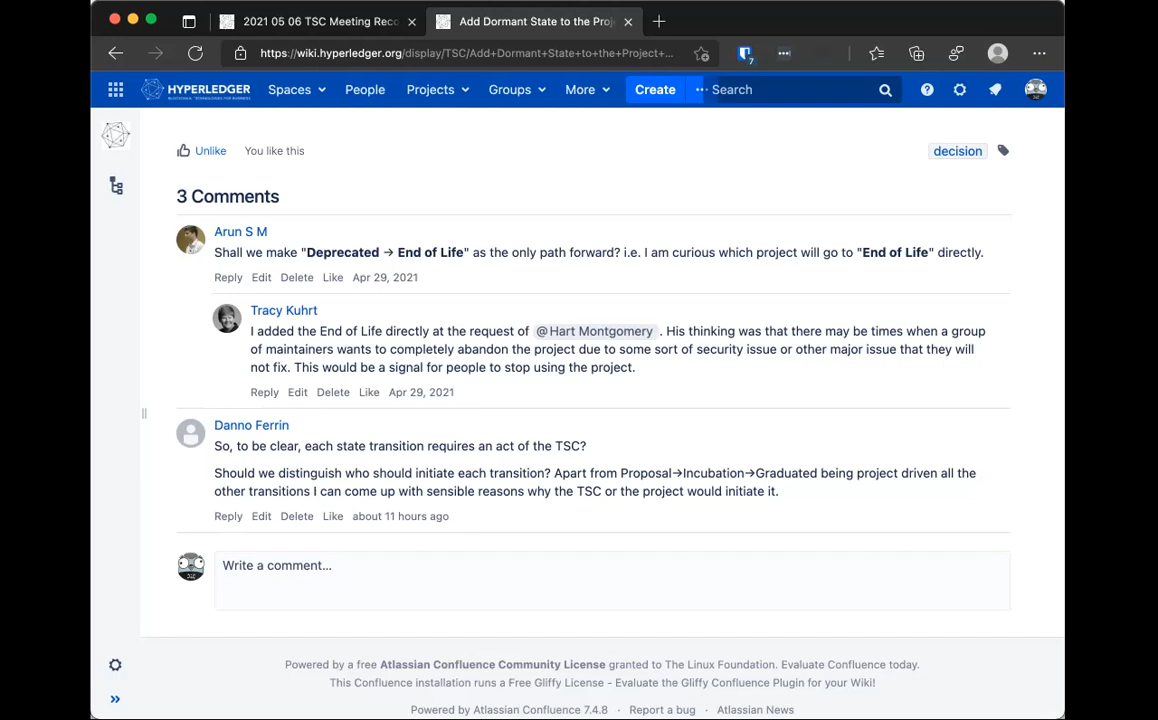 2021 05 06 TSC Meeting Reco
Add Dormant State to the Proj
https://wiki.hyperledger.org/display/TSC/Add+Dormant+State+to+the+Project+...
7
HYPERLEDGER
Spaces
People
Projects
Groups
More
Create
Search
Unlike
You like this
decision
3 Comments
Arun S M
Shall we make "Deprecated → End of Life" as the only path forward? i.e. I am curious which project will go to "End of Life" directly.
Reply Edit Delete Like Apr 29, 2021
Tracy Kuhrt
I added the End of Life directly at the request of @Hart Montgomery . His thinking was that there may be times when a group
of maintainers wants to completely abandon the project due to some sort of security issue or other major issue that they will
not fix. This would be a signal for people to stop using the project.
Reply Edit Delete Like Apr 29, 2021
Danno Ferrin
So, to be clear, each state transition requires an act of the TSC?
Should we distinguish who should initiate each transition? Apart from Proposal→Incubation→Graduated being project driven all the
other transitions I can come up with sensible reasons why the TSC or the project would initiate it.
Reply Edit Delete Like about 11 hours ago
Write a comment...
Powered by a free Atlassian Confluence Community License granted to The Linux Foundation. Evaluate Confluence today.
This Confluence installation runs a Free Gliffy License - Evaluate the Gliffy Confluence Plugin for your Wiki!
Powered by Atlassian Confluence 7.4.8 · Report a bug · Atlassian News